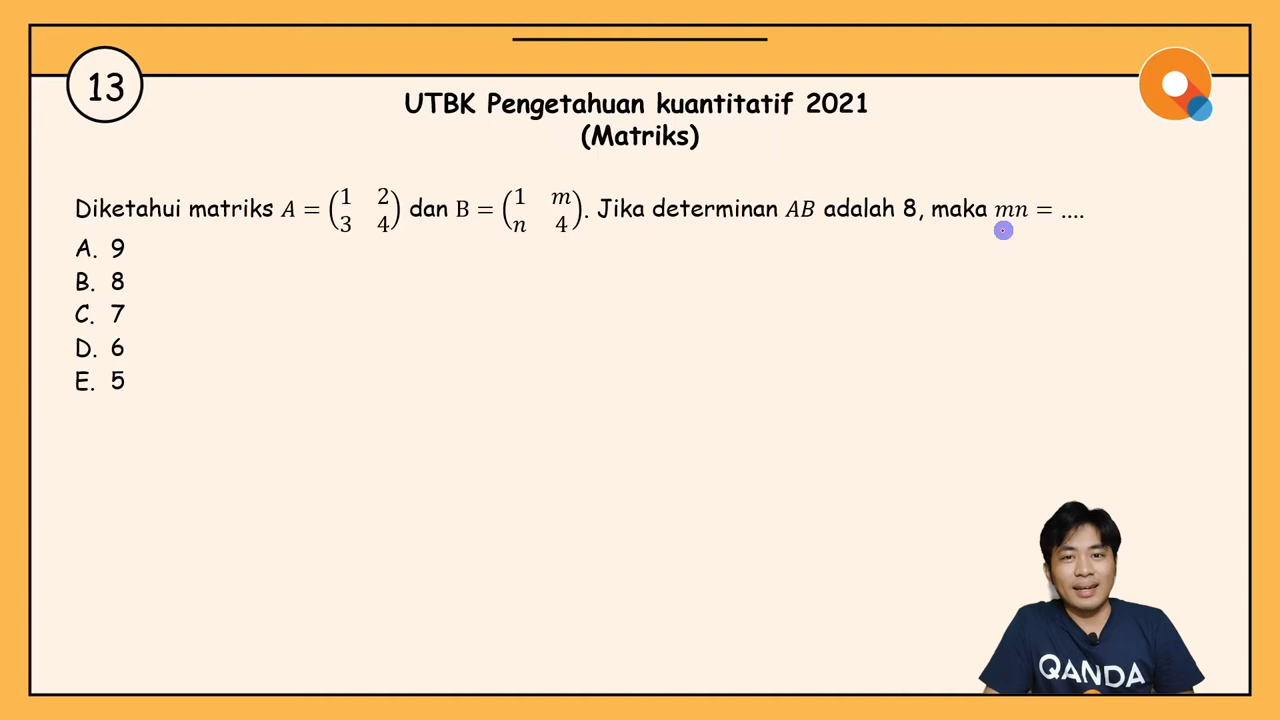 13
UTBK Pengetahuan kuantitatif 2021
(Matriks)
Diketahui matriks A = (1 2 3 4) dan B = (1 m n 4). Jika determinan AB adalah 8, maka mn = ....
A. 9
B. 8
C. 7
D. 6
E. 5
QANDA